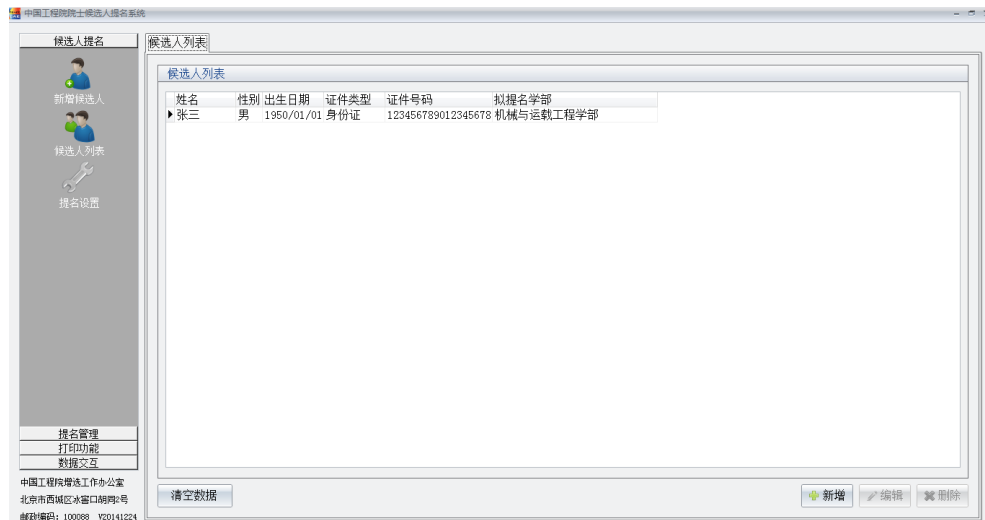 中国工程院院士候选人提名系统
候选人提名
候选人列表
新增候选人
候选人列表
提名设置
候选人列表
姓名 性别 出生日期 证件类型 证件号码 拟提名学部
张三 男 1950/01/01 身份证 123456789012345678 机械与运载工程学部
提名管理
打印功能
数据交互
中国工程院增选工作办公室
北京市西城区冰窖口胡同2号
邮政编码：100088 V20141224
清空数据
新增
编辑
删除